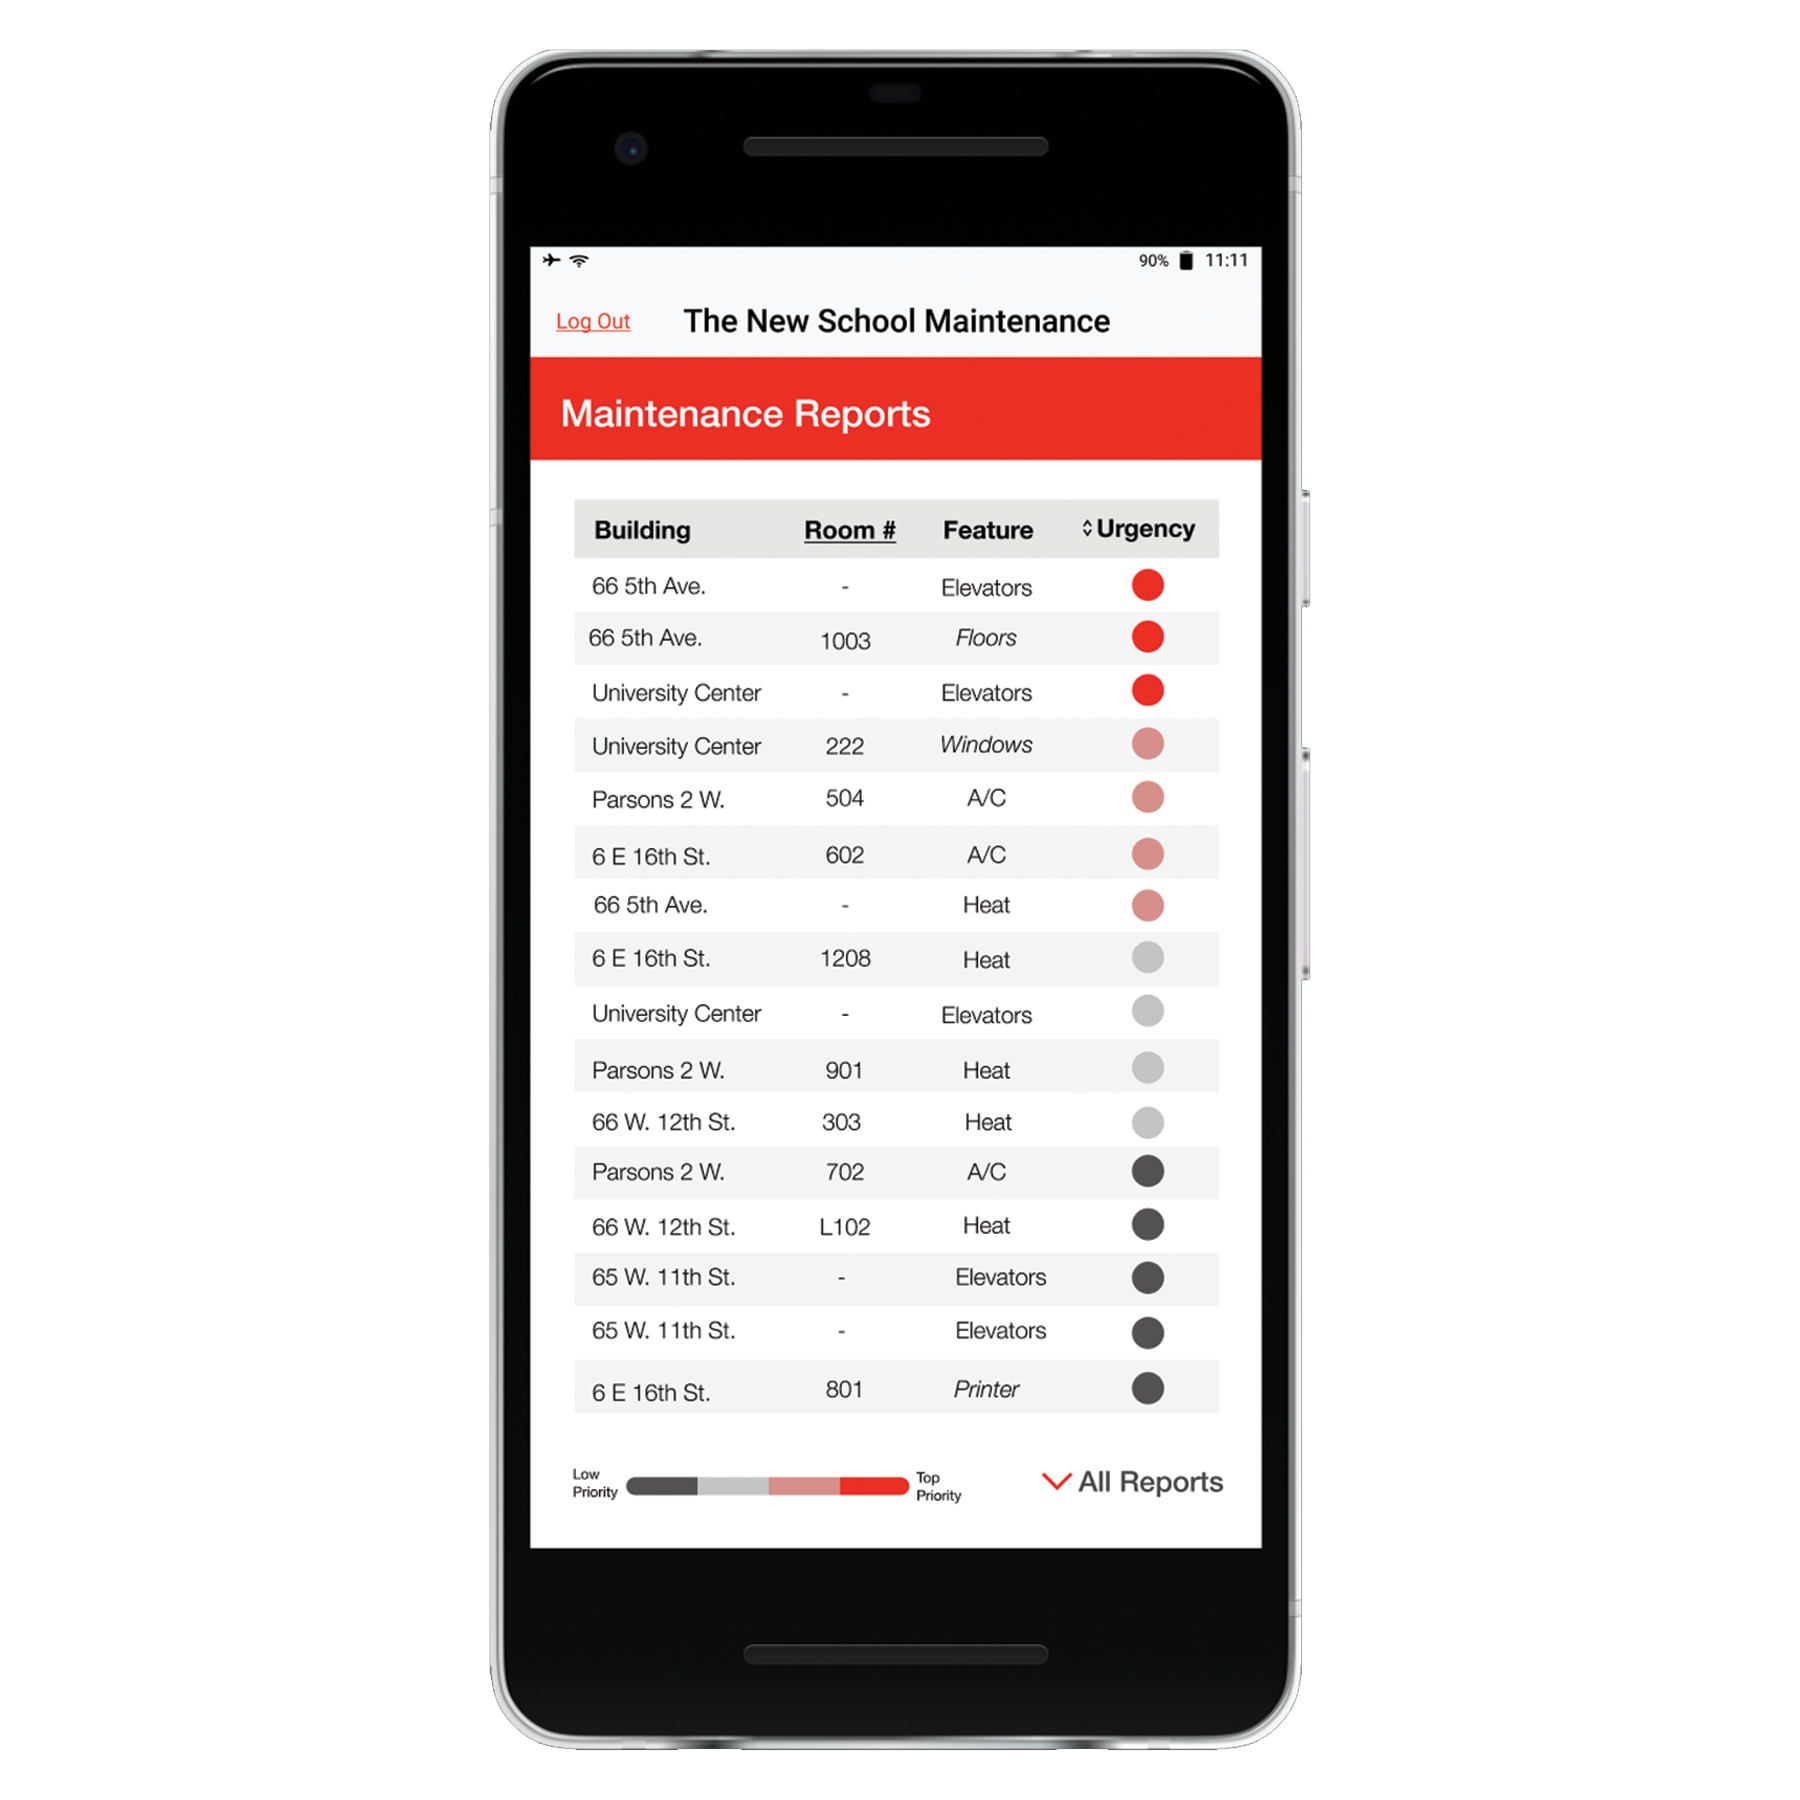 90% 11:11
Log Out The New School Maintenance
Maintenance Reports
Building Room # Feature Urgency
66 5th Ave. - Elevators
66 5th Ave. 1003 Floors
University Center - Elevators
University Center 222 Windows
Parsons 2 W. 504 A/C
6 E 16th St. 602 A/C
66 5th Ave. - Heat
6 E 16th St. 1208 Heat
University Center - Elevators
Parsons 2 W. 901 Heat
66 W. 12th St. 303 Heat
Parsons 2 W. 702 A/C
66 W. 12th St. L102 Heat
65 W. 11th St. - Elevators
65 W. 11th St. - Elevators
6 E 16th St. 801 Printer
Low
Priority
Top
Priority
All Reports